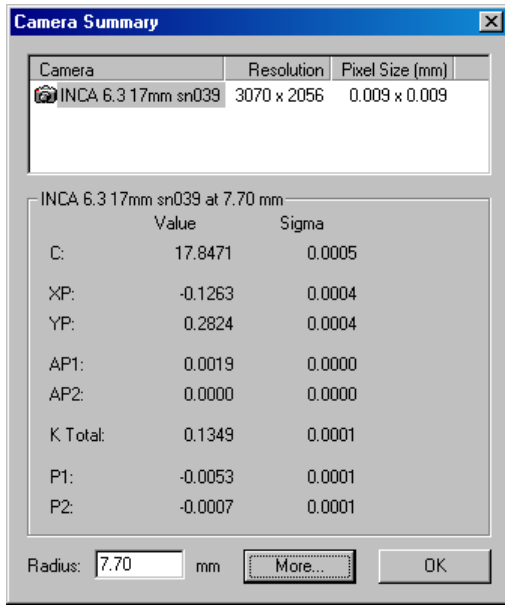 Camera Summary
Camera Resolution Pixel Size (mm)
INCA 6.3 17mm sn039 3070 x 2056 0.009 x 0.009
INCA 6.3 17mm sn039 at 7.70 mm
Value Sigma
C: 17.8471 0.0005
XP: -0.1263 0.0004
YP: 0.2824 0.0004
AP1: 0.0019 0.0000
AP2: 0.0000 0.0000
K Total: 0.1349 0.0001
P1: -0.0053 0.0001
P2: -0.0007 0.0001
Radius: 7.70 mm More... OK